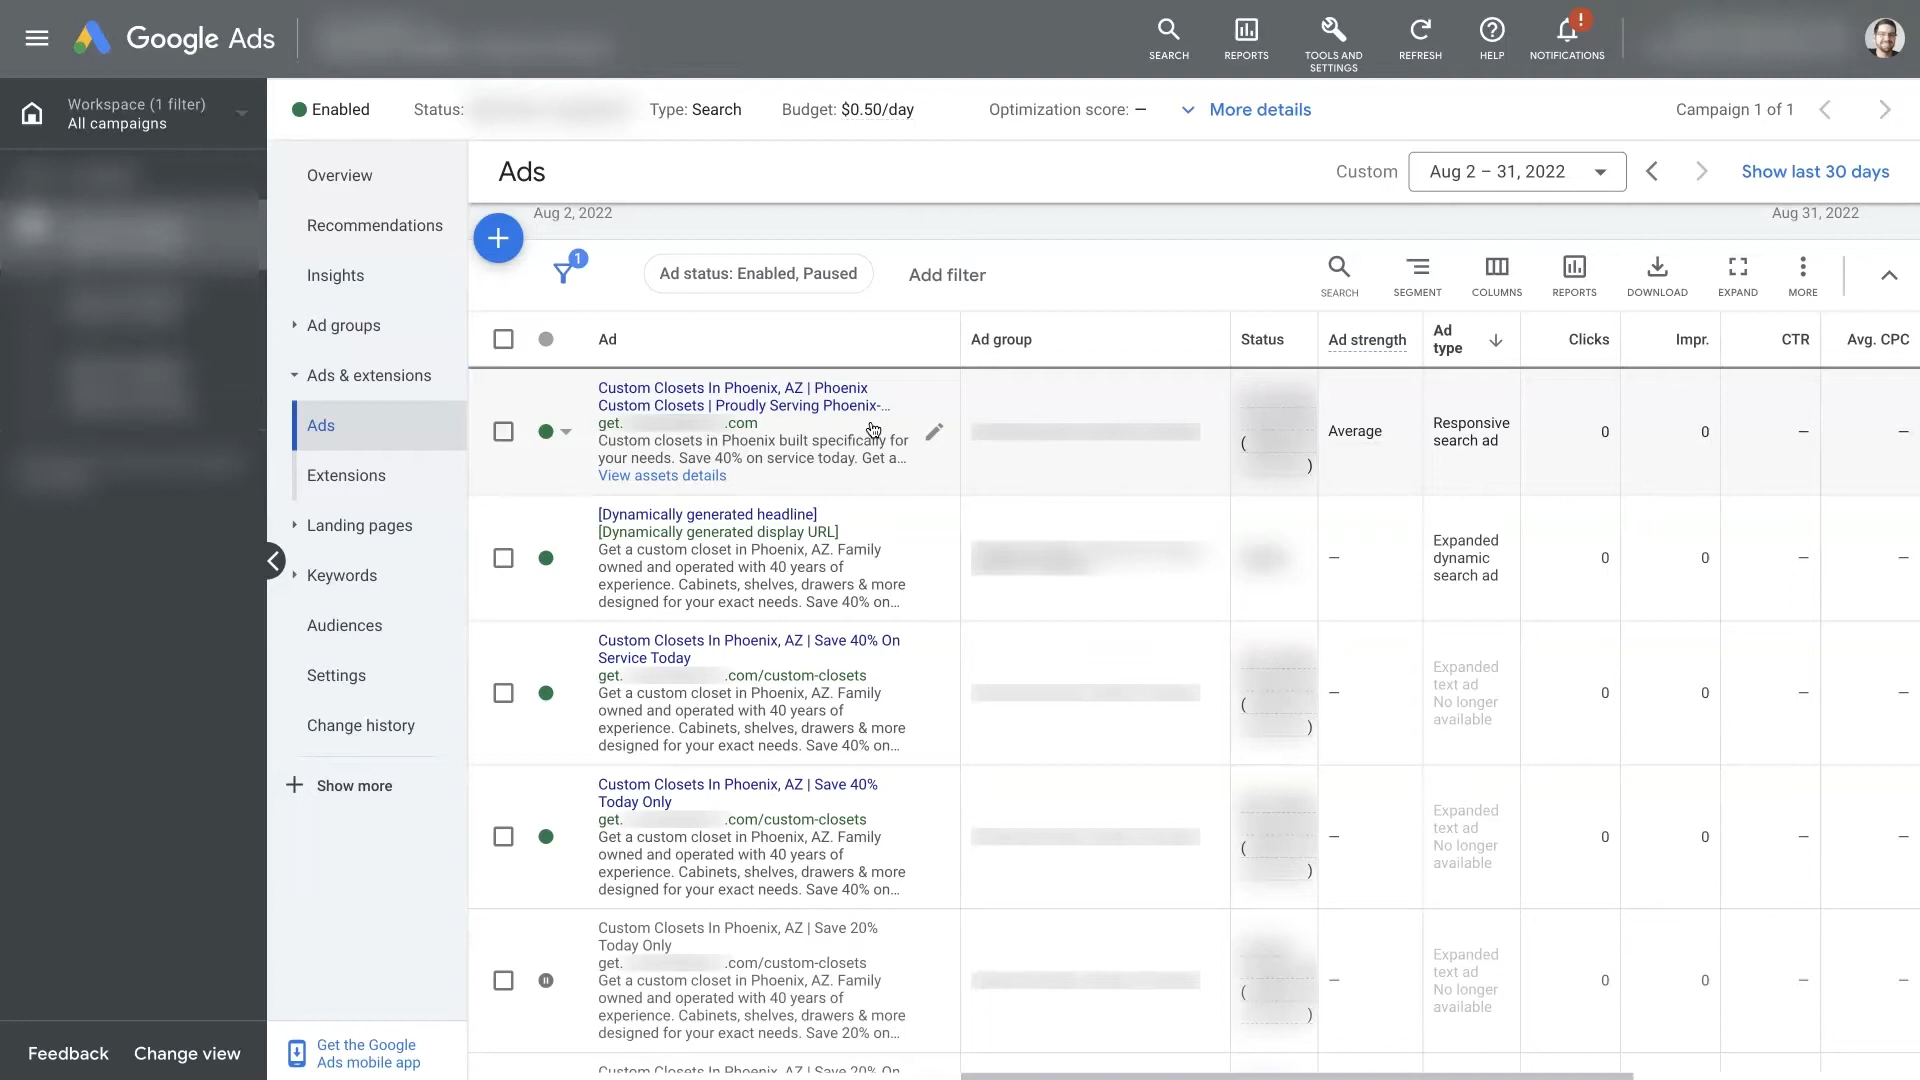 Google Ads
SEARCH
REPORTS
TOOLS AND
SETTINGS
REFRESH
HELP
!
NOTIFICATIONS
Workspace (1 filter)
All campaigns
Enabled
Status:
Type: Search
Budget: $0.50/day
Optimization score: –
More details
Campaign 1 of 1
Overview
Recommendations
Insights
Ad groups
Ads & extensions
Ads
Extensions
Landing pages
Keywords
Audiences
Settings
Change history
Show more
Get the Google
Ads mobile app
Feedback
Change view
Ads
Custom
Aug 2 – 31, 2022
Show last 30 days
Aug 2, 2022
Aug 31, 2022
1
Ad status: Enabled, Paused
Add filter
SEARCH
SEGMENT
COLUMNS
REPORTS
DOWNLOAD
EXPAND
MORE
Ad
Ad group
Status
Ad strength
Ad
type
Clicks
Impr.
CTR
Avg. CPC
Custom Closets In Phoenix, AZ | Phoenix
Custom Closets | Proudly Serving Phoenix-...
get. .com
Custom closets in Phoenix built specifically for
your needs. Save 40% on service today. Get a...
View assets details
( )
Average
Responsive
search ad
0
0
–
–
[Dynamically generated headline]
[Dynamically generated display URL]
Get a custom closet in Phoenix, AZ. Family
owned and operated with 40 years of
experience. Cabinets, shelves, drawers & more
designed for your exact needs. Save 40% on...
–
Expanded
dynamic
search ad
0
0
–
–
Custom Closets In Phoenix, AZ | Save 40% On
Service Today
get. .com/custom-closets
Get a custom closet in Phoenix, AZ. Family
owned and operated with 40 years of
experience. Cabinets, shelves, drawers & more
designed for your exact needs. Save 40% on...
( )
–
Expanded
text ad
No longer
available
0
0
–
–
Custom Closets In Phoenix, AZ | Save 40%
Today Only
get. .com/custom-closets
Get a custom closet in Phoenix, AZ. Family
owned and operated with 40 years of
experience. Cabinets, shelves, drawers & more
designed for your exact needs. Save 40% on...
( )
–
Expanded
text ad
No longer
available
0
0
–
–
Custom Closets In Phoenix, AZ | Save 20%
Today Only
get. .com/custom-closets
Get a custom closet in Phoenix, AZ. Family
owned and operated with 40 years of
experience. Cabinets, shelves, drawers & more
designed for your exact needs. Save 20% on...
( )
–
Expanded
text ad
No longer
available
0
0
–
–
Custom Closets In Phoenix, AZ | Save 20% On